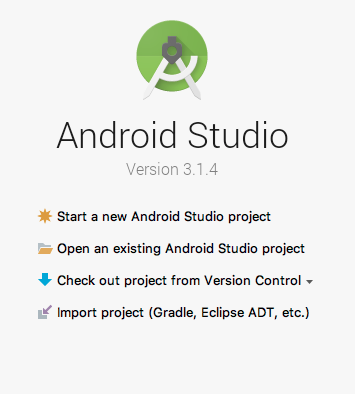 Android Studio
Version 3.1.4
Start a new Android Studio project
Open an existing Android Studio project
Check out project from Version Control
Import project (Gradle, Eclipse ADT, etc.)